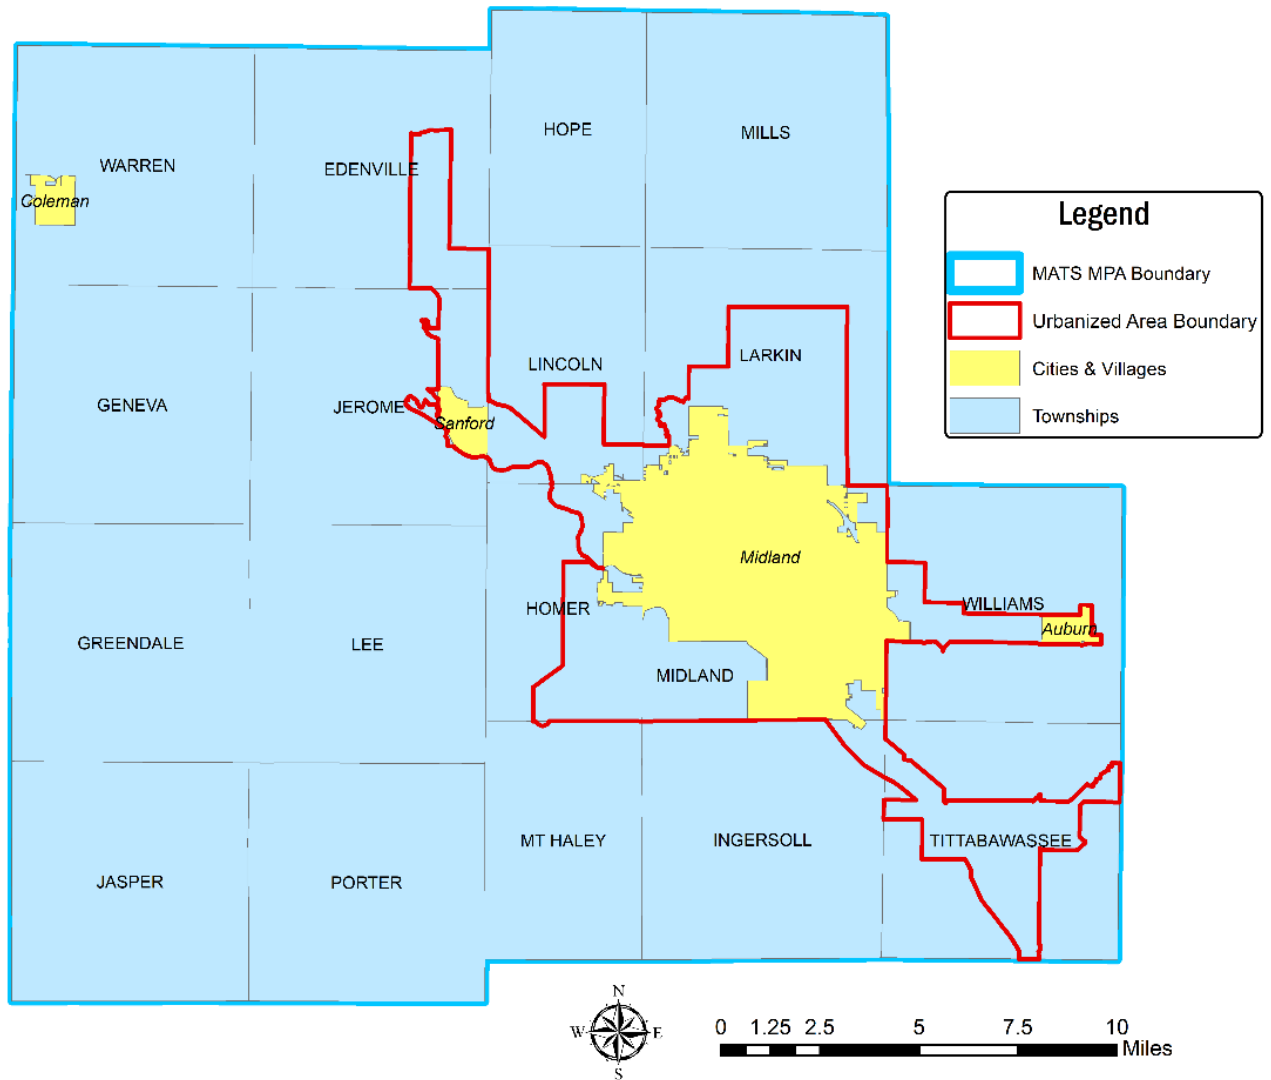 HOPE
MILLS
WARREN
EDENVILLE
Coleman
Legend
MATS MPA Boundary
Urbanized Area Boundary
Cities & Villages
Townships
LARKIN
LINCOLN
GENEVA
JEROME
Sanford
Midland
WILLIAMS
HOMER
Auburn
GREENDALE
LEE
MIDLAND
MT HALEY
INGERSOLL
TITTABAWASSEE
JASPER
PORTER
N
W E
S
0 1.25 2.5 5 7.5 10
Miles